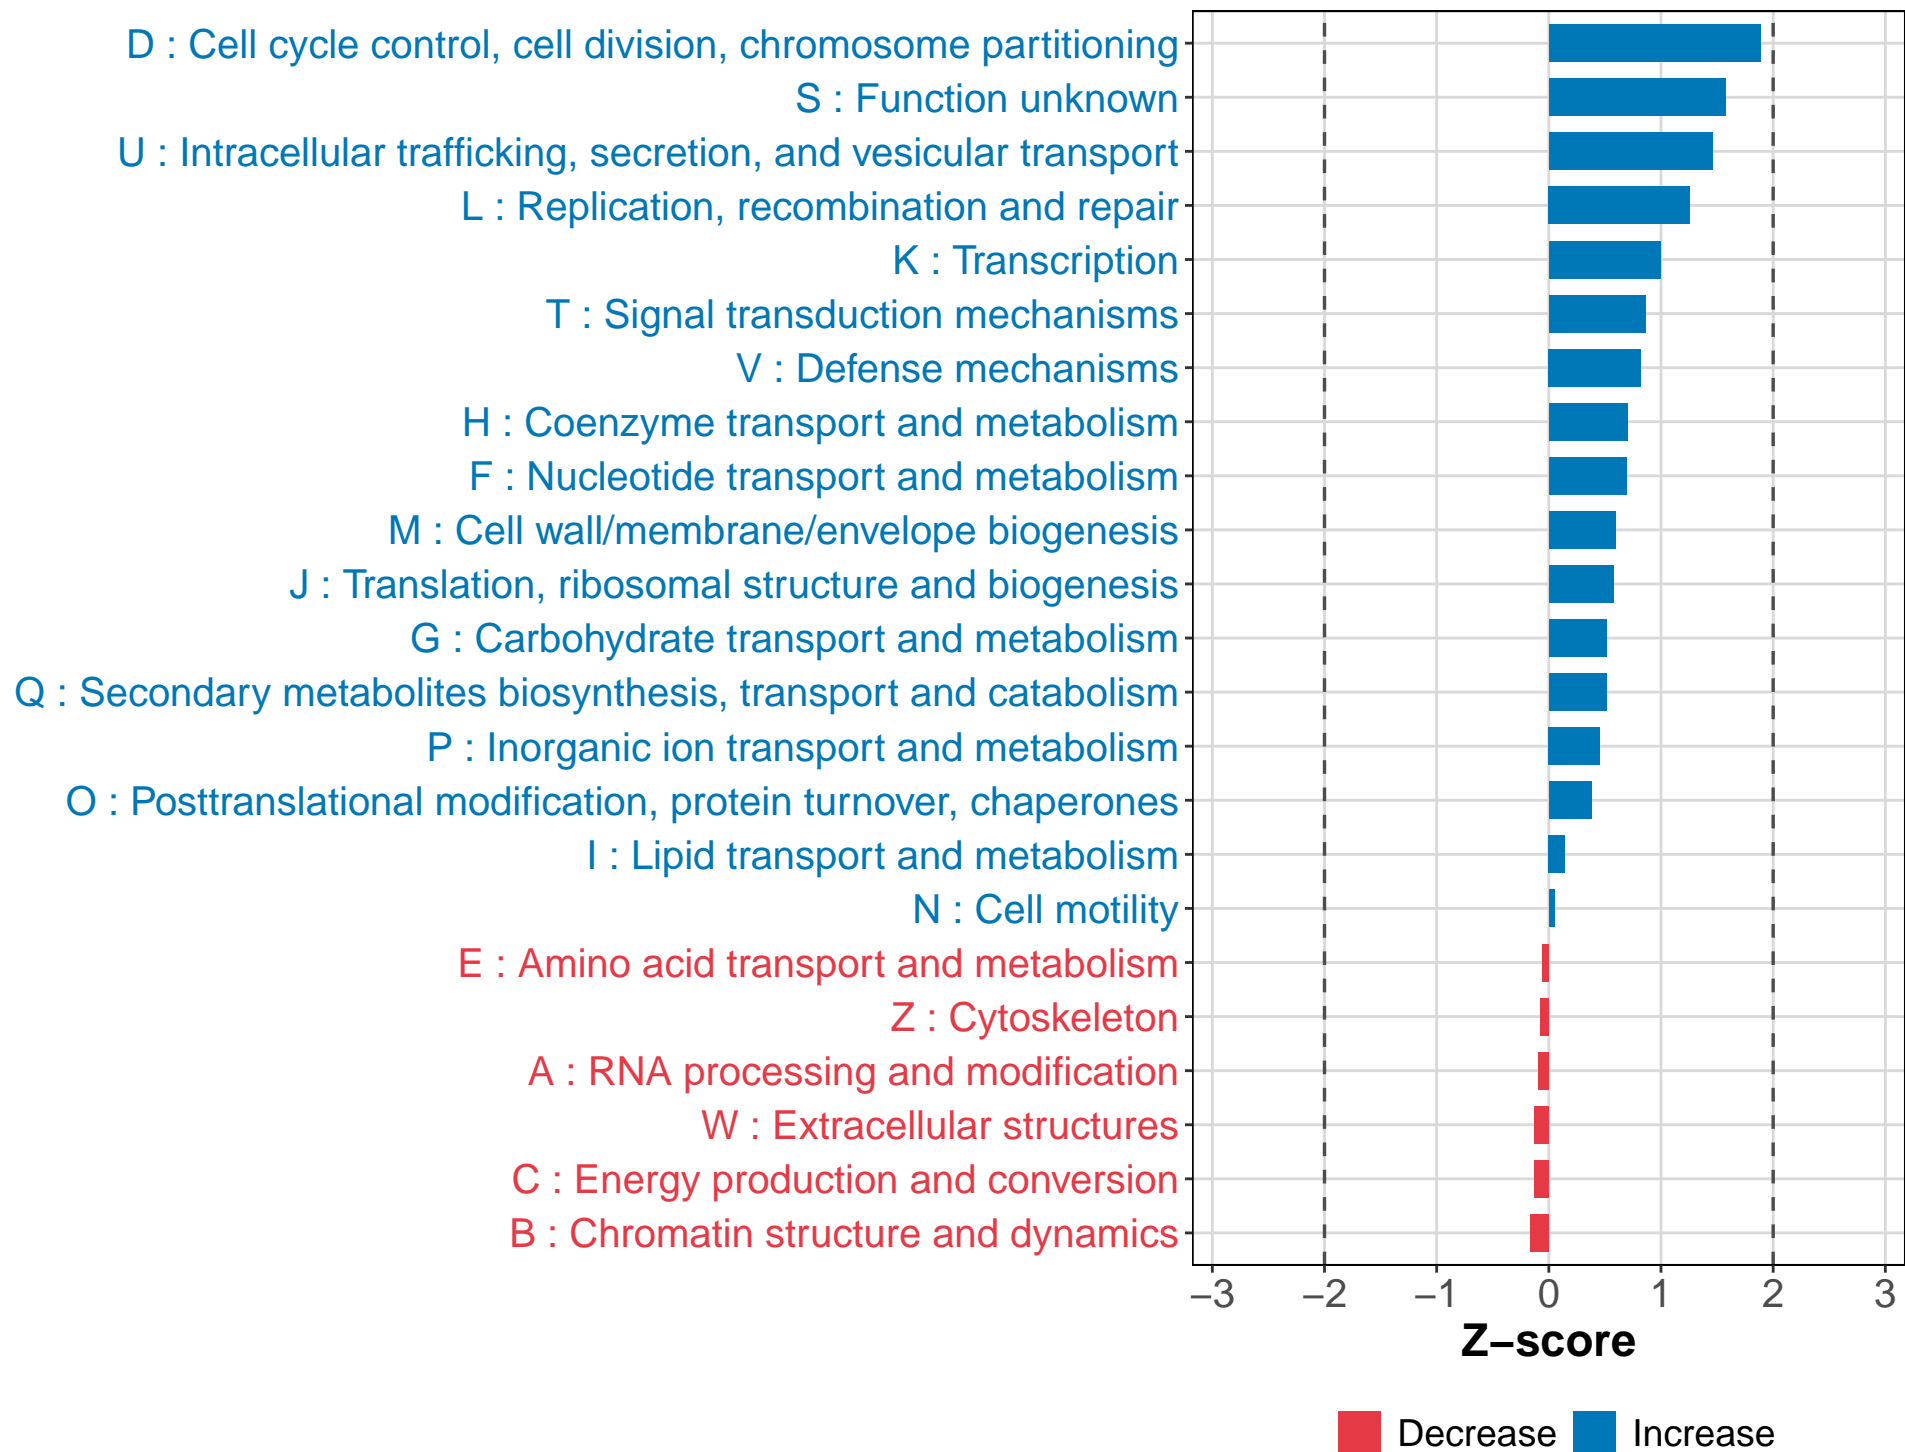 D : Cell cycle control, cell division, chromosome partitioning
S : Function unknown
U : Intracellular trafficking, secretion, and vesicular transport
L : Replication, recombination and repair
K : Transcription
T : Signal transduction mechanisms
V : Defense mechanisms
H : Coenzyme transport and metabolism
F : Nucleotide transport and metabolism
M : Cell wall/membrane/envelope biogenesis
J : Translation, ribosomal structure and biogenesis
G : Carbohydrate transport and metabolism
Q : Secondary metabolites biosynthesis, transport and catabolism
P : Inorganic ion transport and metabolism
O : Posttranslational modification, protein turnover, chaperones
I : Lipid transport and metabolism
N : Cell motility
E : Amino acid transport and metabolism
Z : Cytoskeleton
A : RNA processing and modification
W : Extracellular structures
C : Energy production and conversion
B : Chromatin structure and dynamics
−3 −2 −1 0 1 2 3
Z−score
Decrease Increase